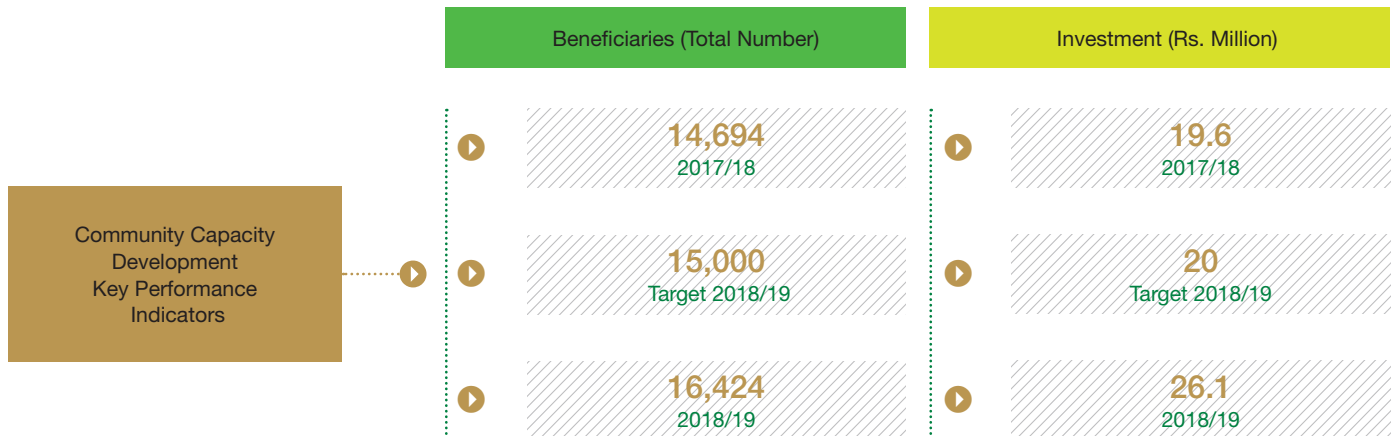 Beneficiaries (Total Number)
Investment (Rs. Million)
14,694
2017/18
19.6
2017/18
Community Capacity
Development
Key Performance
Indicators
15,000
Target 2018/19
20
Target 2018/19
16,424
2018/19
26.1
2018/19